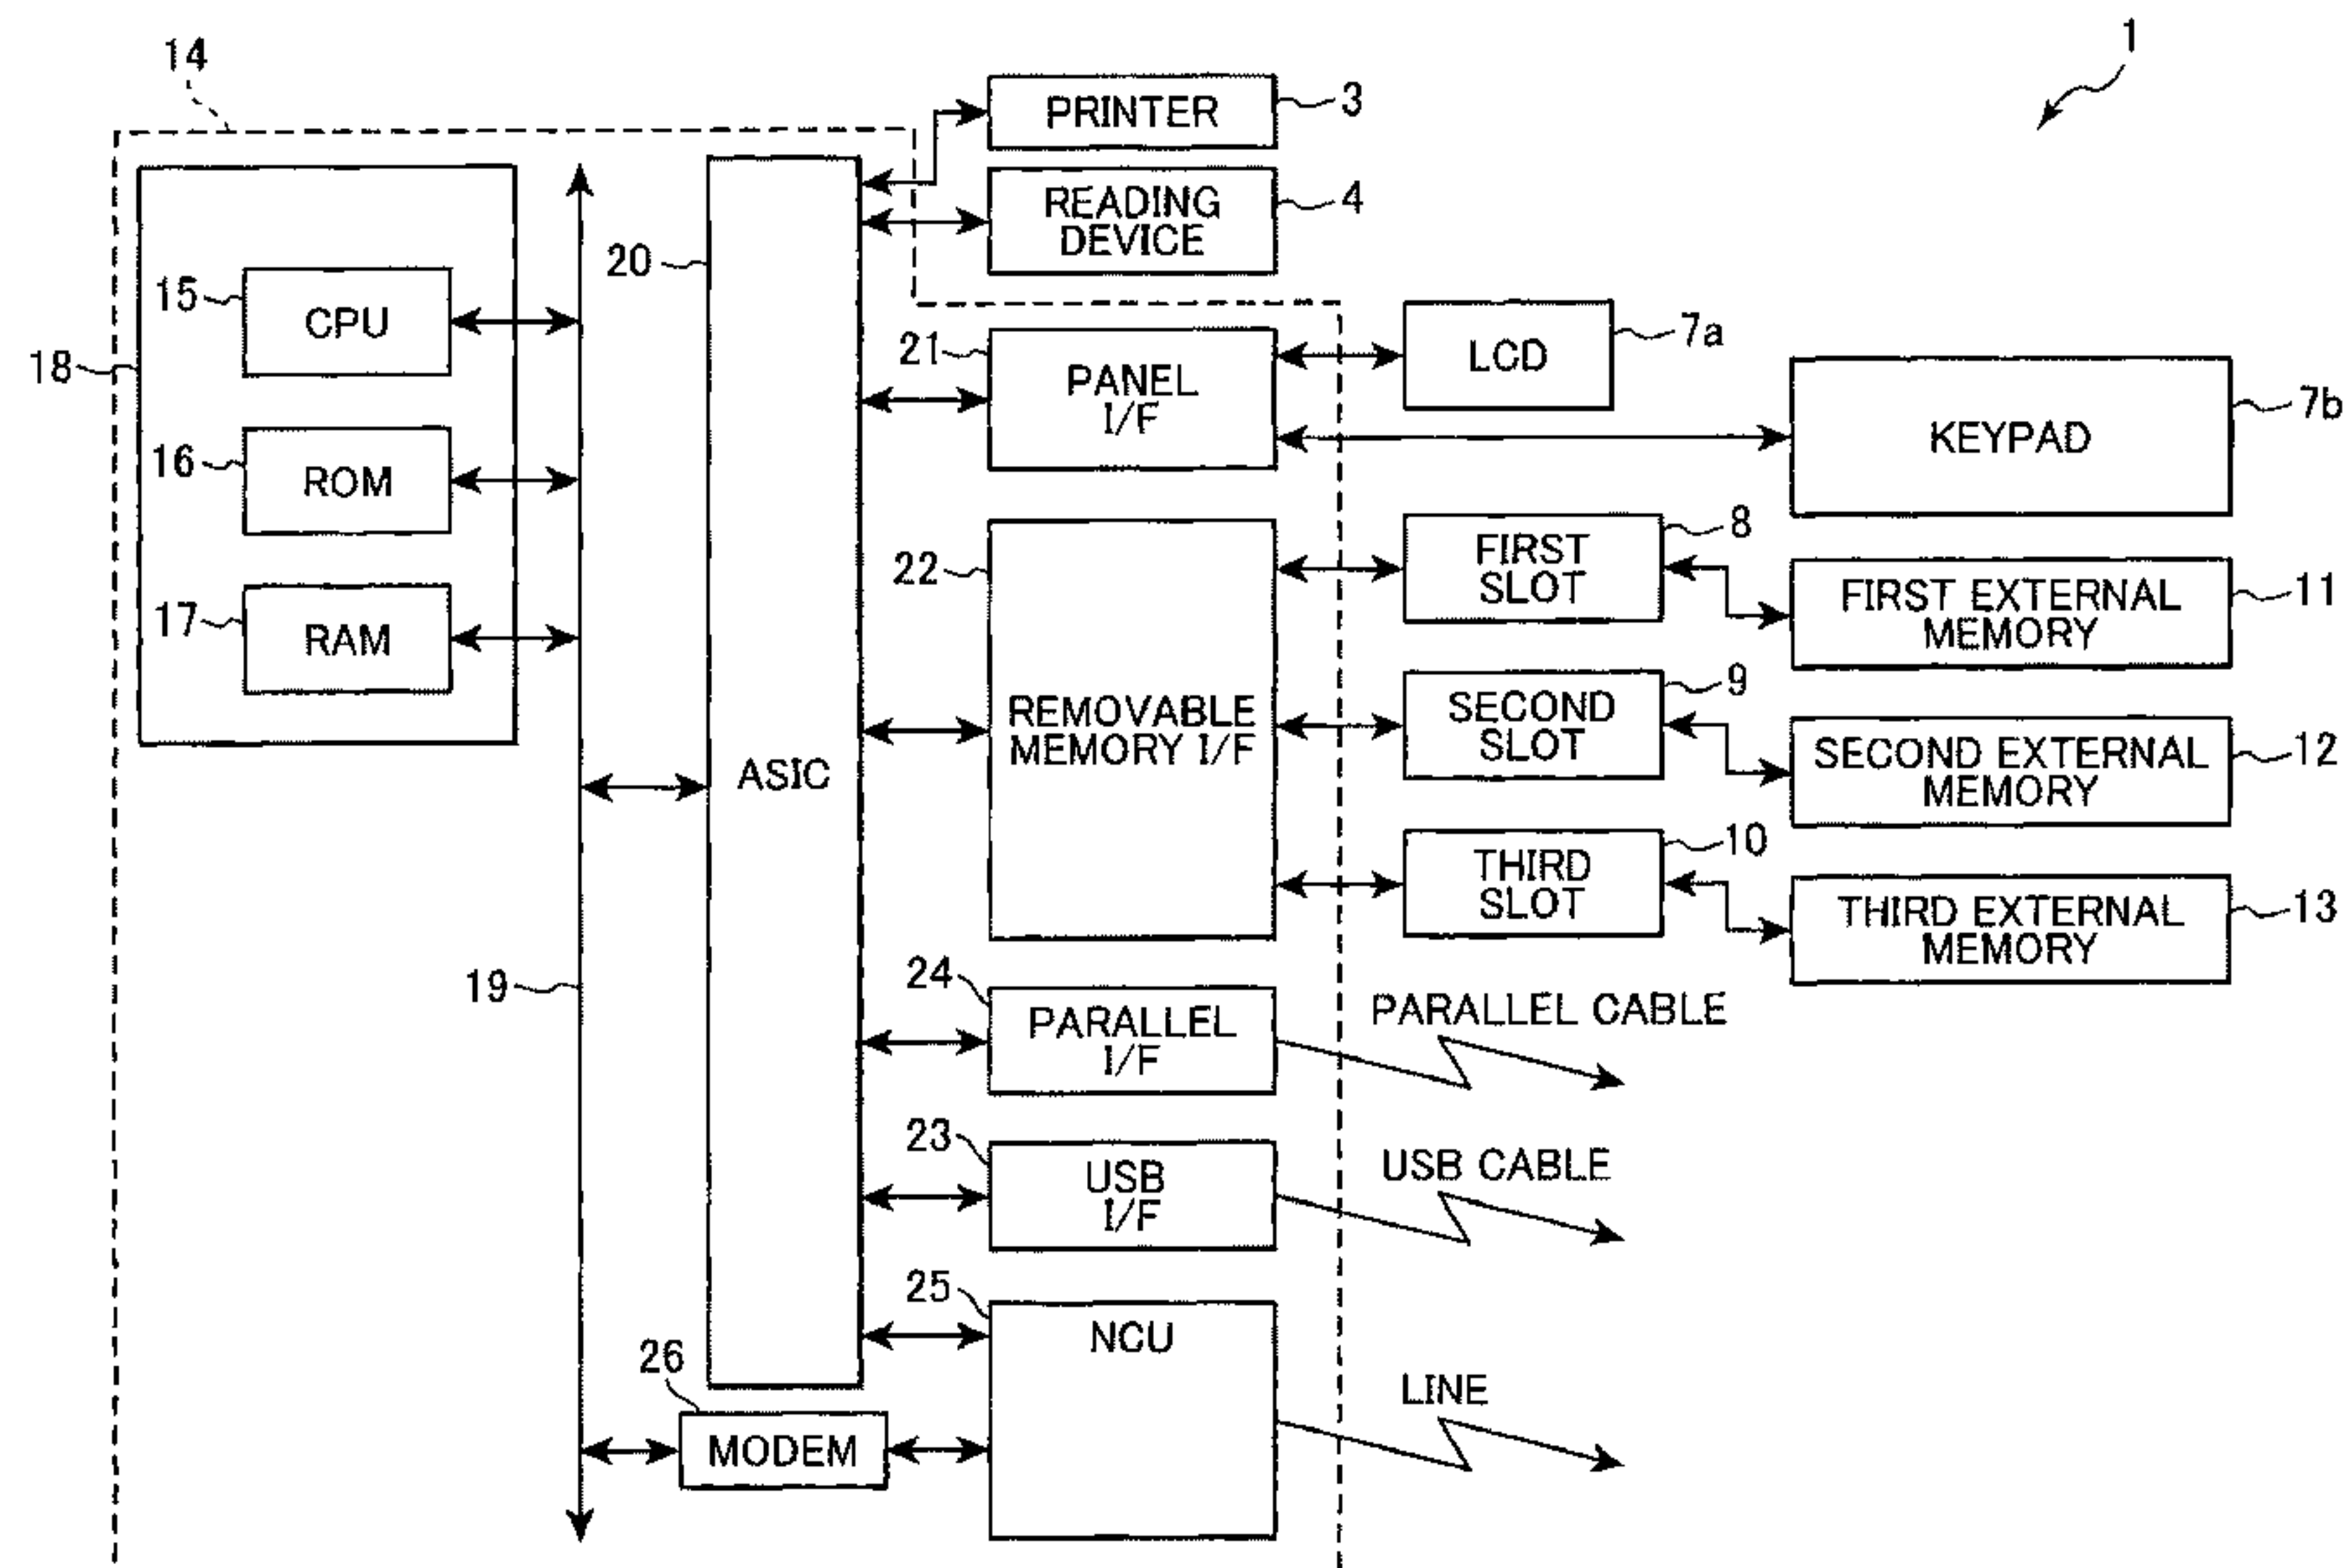 1
14
PRINTER
3
READING
DEVICE
4
20
15
CPU
18
16
ROM
17
RAM
21
PANEL
I/F
LCD
7a
KEYPAD
7b
22
REMOVABLE
MEMORY I/F
FIRST
SLOT
8
FIRST EXTERNAL
MEMORY
11
SECOND
SLOT
9
SECOND EXTERNAL
MEMORY
12
ASIC
THIRD
SLOT
10
THIRD EXTERNAL
MEMORY
13
19
24
PARALLEL
I/F
PARALLEL CABLE
23
USB
I/F
USB CABLE
25
NCU
LINE
26
MODEM